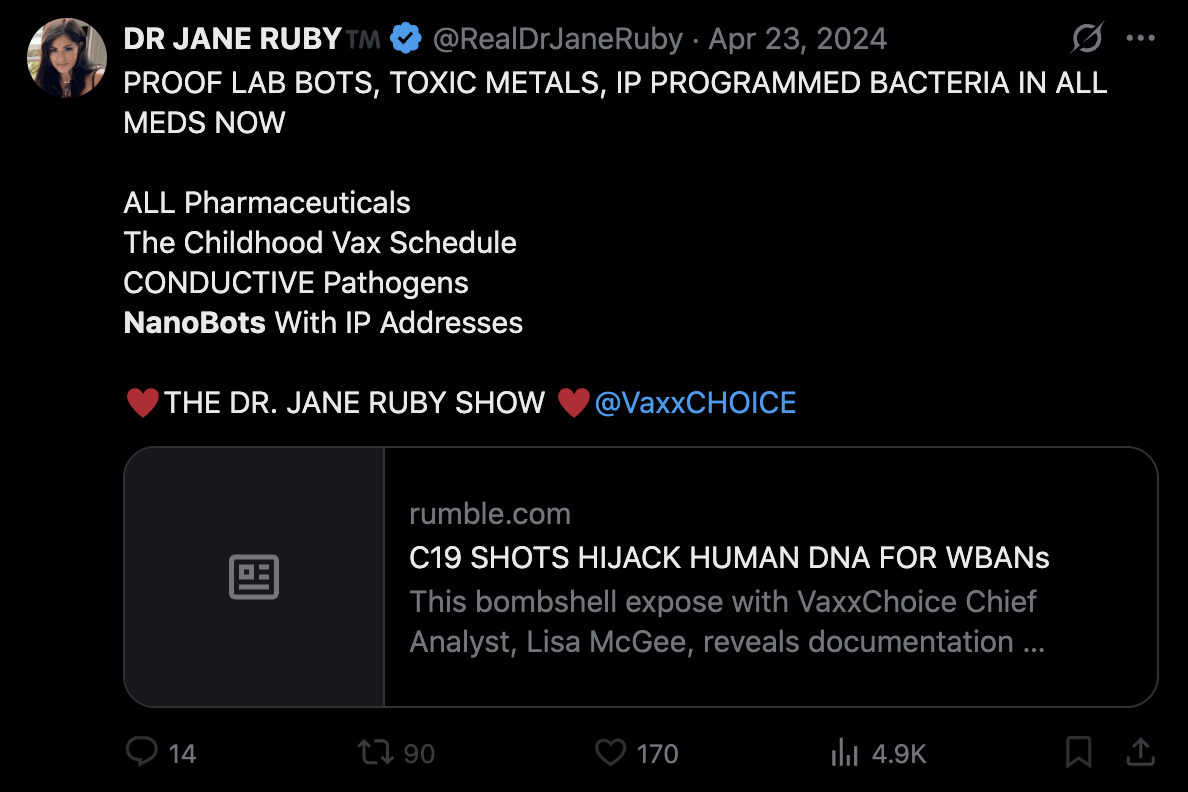 DR JANE RUBY™ @RealDrJaneRuby · Apr 23, 2024
PROOF LAB BOTS, TOXIC METALS, IP PROGRAMMED BACTERIA IN ALL
MEDS NOW
ALL Pharmaceuticals
The Childhood Vax Schedule
CONDUCTIVE Pathogens
NanoBots With IP Addresses
❤️THE DR. JANE RUBY SHOW ❤️@VaxxCHOICE
rumble.com
C19 SHOTS HIJACK HUMAN DNA FOR WBANs
This bombshell expose with VaxxChoice Chief
Analyst, Lisa McGee, reveals documentation ...
14 90 170 4.9K